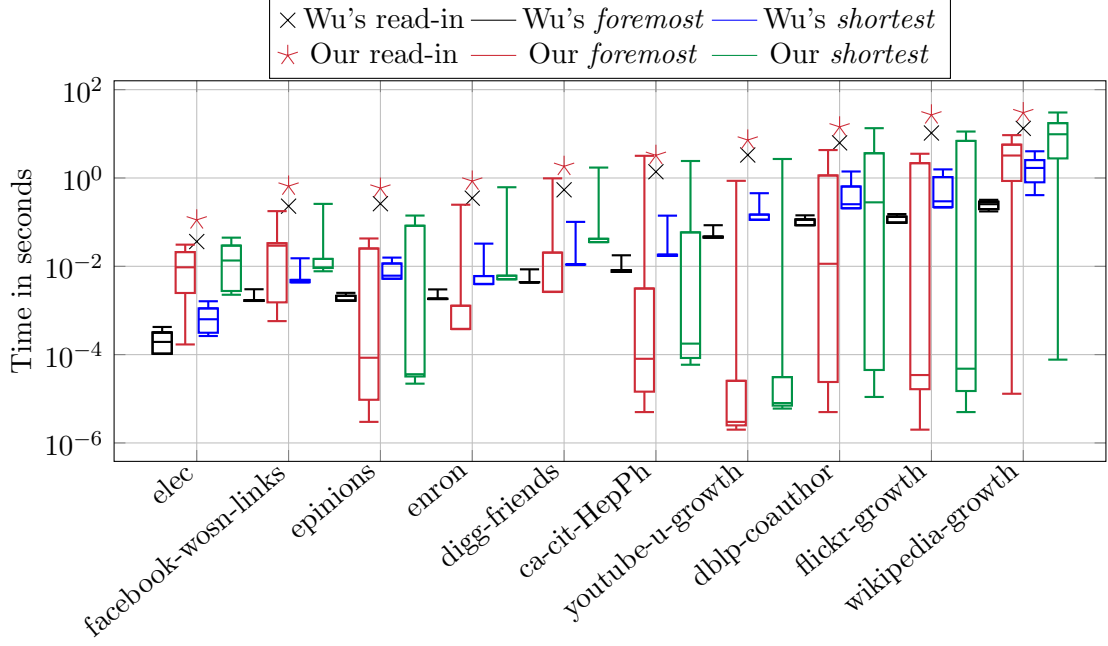 Wu's read-in Wu's foremost Wu's shortest
Our read-in Our foremost Our shortest
Time in seconds
10^2
10^0
10^−2
10^−4
10^−6
elec
facebook-wosn-links
epinions
enron
digg-friends
ca-cit-HepPh
youtube-u-growth
dblp-coauthor
flickr-growth
wikipedia-growth